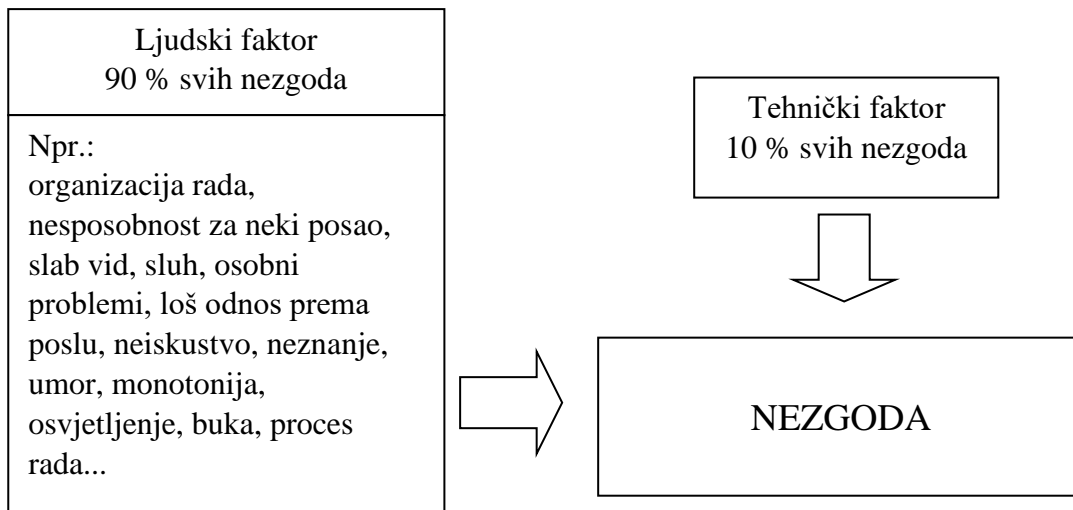 Ljudski faktor
90 % svih nezgoda
Npr.:
organizacija rada,
nesposobnost za neki posao,
slab vid, sluh, osobni
problemi, loš odnos prema
poslu, neiskustvo, neznanje,
umor, monotonija,
osvjetljenje, buka, proces
rada...
Tehnički faktor
10 % svih nezgoda
NEZGODA